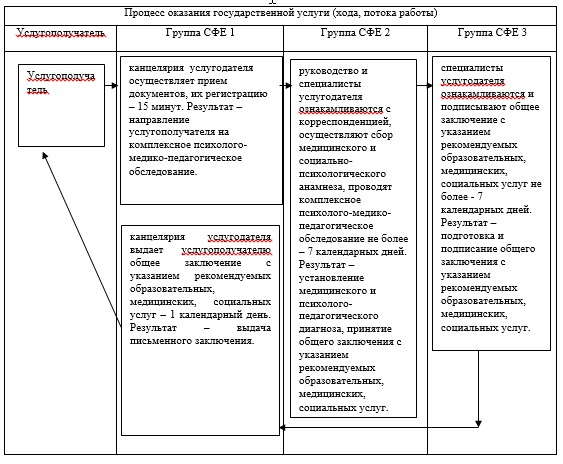 Процесс оказания государственной услуги (хода, потока работы)
Услугополучатель
Группа СФЕ 1
Группа СФЕ 2
Группа СФЕ 3
Услугополуча
тель
канцелярия услугодателя
осуществляет прием
документов, их регистрацию
– 15 минут. Результат –
направление
услугополучателя на
комплексное психолого-
медико-педагогическое
обследование.
канцелярия услугодателя
выдает услугополучателю
общее заключение с
указанием рекомендуемых
образовательных,
медицинских, социальных
услуг – 1 календарный день.
Результат – выдача
письменного заключения.
руководство и
специалисты
услугодателя
ознакамливаются с
корреспонденцией,
осуществляют сбор
медицинского и
социально-
психологического
анамнеза, проводят
комплексное
психолого-медико-
педагогическое
обследование не более
– 7 календарных дней.
Результат –
установление
медицинского и
психолого-
педагогического
диагноза, принятие
общего заключения с
указанием
рекомендуемых
образовательных,
медицинских,
социальных услуг.
специалисты
услугодателя
ознакамливаются и
подписывают общее
заключение с
указанием
рекомендуемых
образовательных,
медицинских,
социальных услуг не
более - 7
календарных дней.
Результат –
подготовка и
подписание общего
заключения с
указанием
рекомендуемых
образовательных,
медицинских,
социальных услуг.